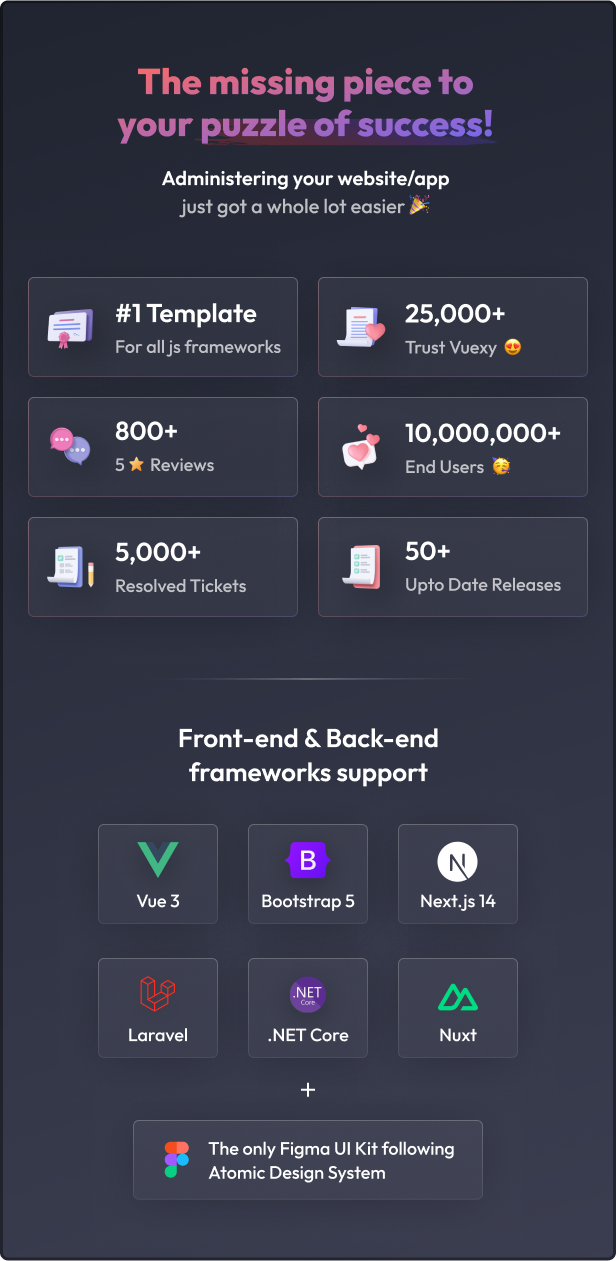 The missing piece to
your puzzle of success!
Administering your website/app
just got a whole lot easier 🎉
#1 Template
For all js frameworks
25,000+
Trust Vuexy 😍
800+
5 ⭐ Reviews
10,000,000+
End Users 🥳
5,000+
Resolved Tickets
50+
Upto Date Releases
Front-end & Back-end
frameworks support
Vue 3
B
Bootstrap 5
N
Next.js 14
Laravel
.NET
Core
.NET Core
Nuxt
+
The only Figma UI Kit following
Atomic Design System